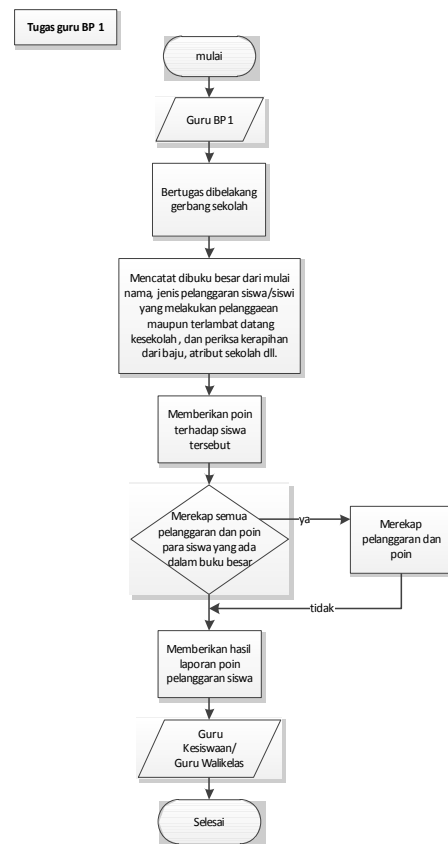 Tugas guru BP 1
mulai
Guru BP 1
Bertugas dibelakang
gerbang sekolah
Mencatat dibuku besar dari mulai
nama, jenis pelanggaran siswa/siswi
yang melakukan pelanggaean
maupun terlambat datang
kesekolah , dan periksa kerapihan
dari baju, atribut sekolah dll.
Memberikan poin
terhadap siswa
tersebut
Merekap semua
pelanggaran dan poin
para siswa yang ada
dalam buku besar
ya
Merekap
pelanggaran dan
poin
tidak
Memberikan hasil
laporan poin
pelanggaran siswa
Guru
Kesiswaan/
Guru Walikelas
Selesai